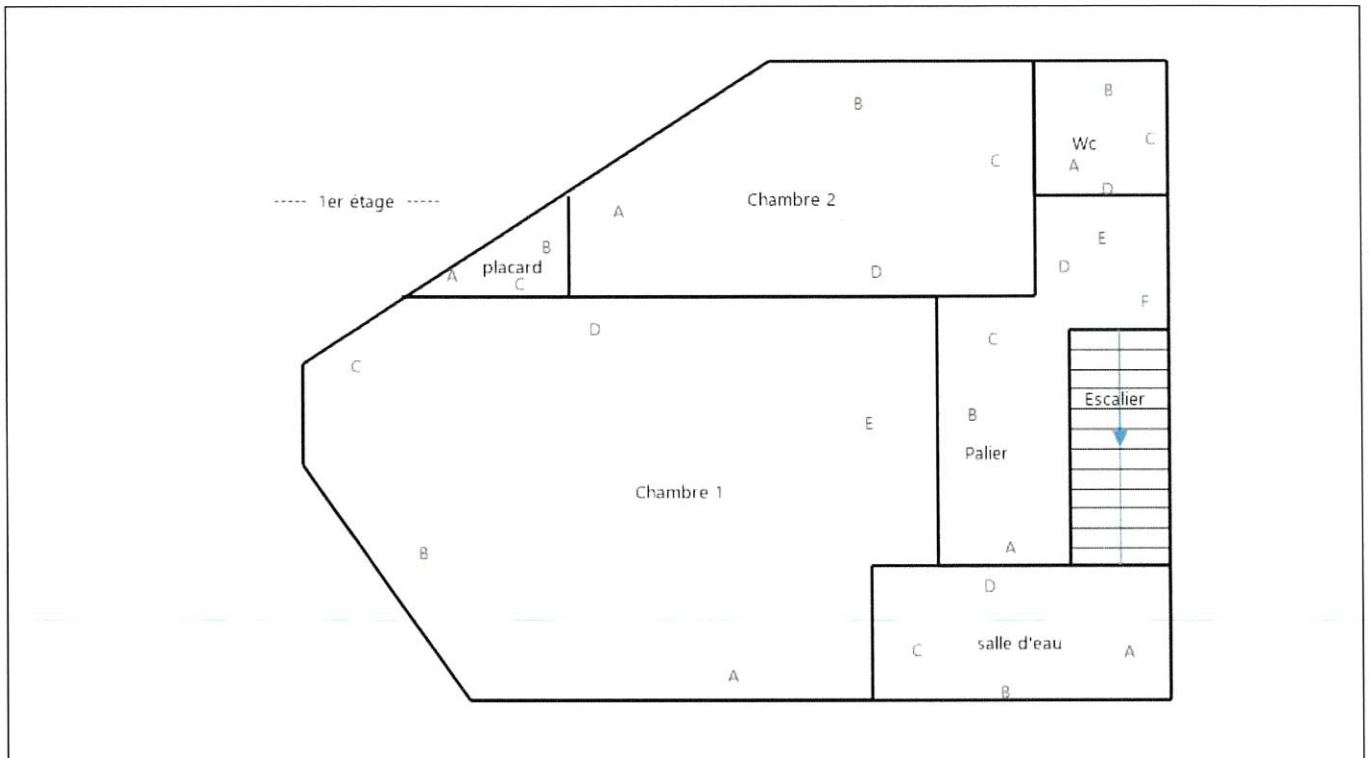 B
B
Wc
C
C
A
D
----- 1er étage -----
A
Chambre 2
E
B
placard
A
C
D
D
F
D
C
C
Escalier
E
B
Palier
Chambre 1
B
A
D
salle d'eau
C
A
A
B